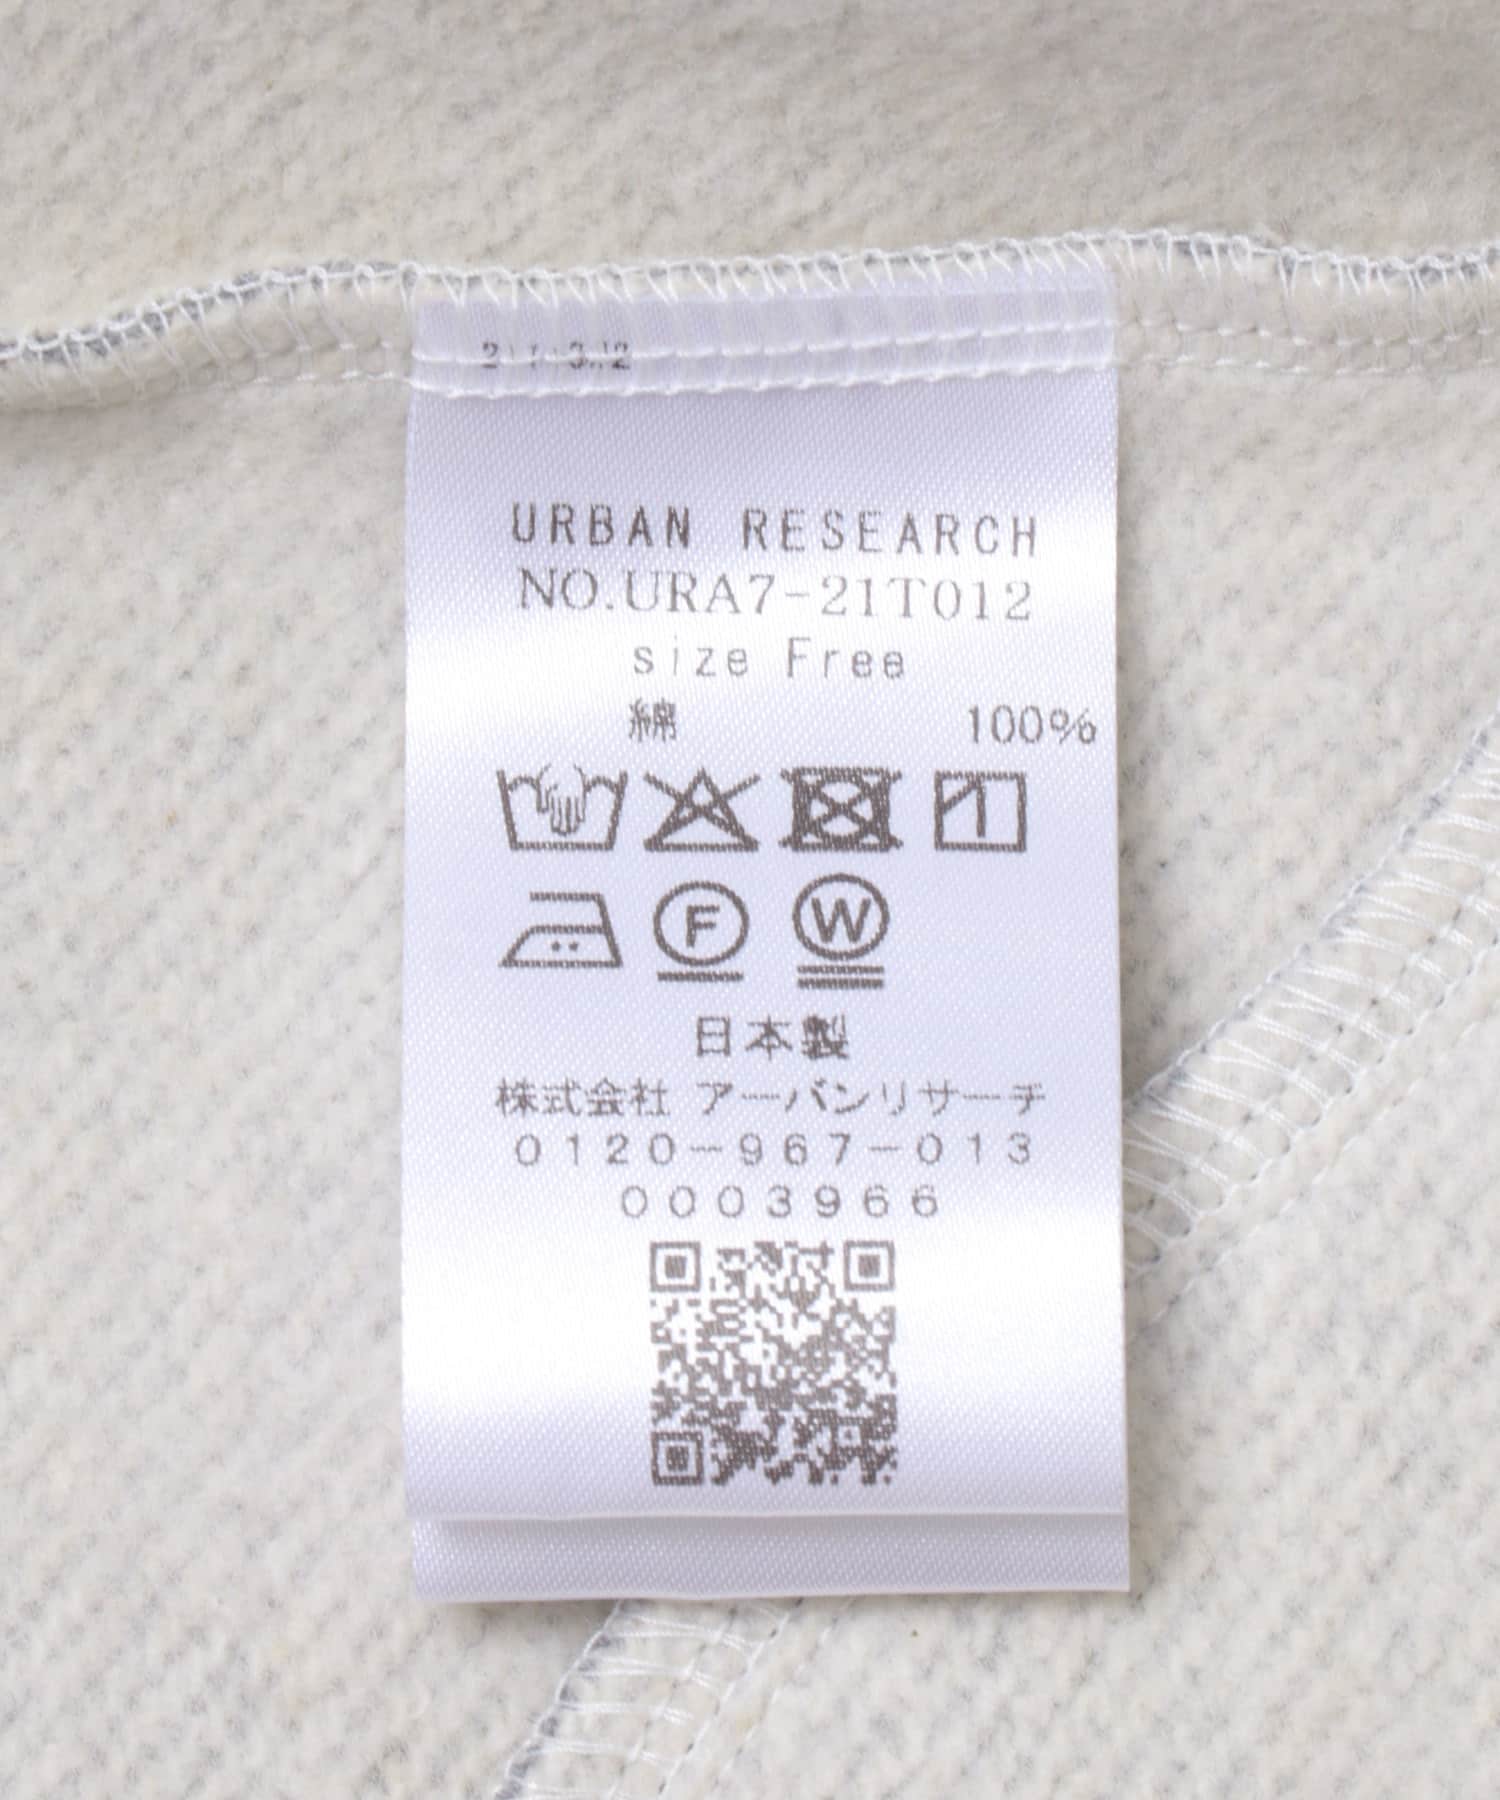 URBAN RESEARCH
NO.URA7-21T012
size Free
綿 100%
F W
日本製
株式会社 アーバンリサーチ
0120-967-013
0003966